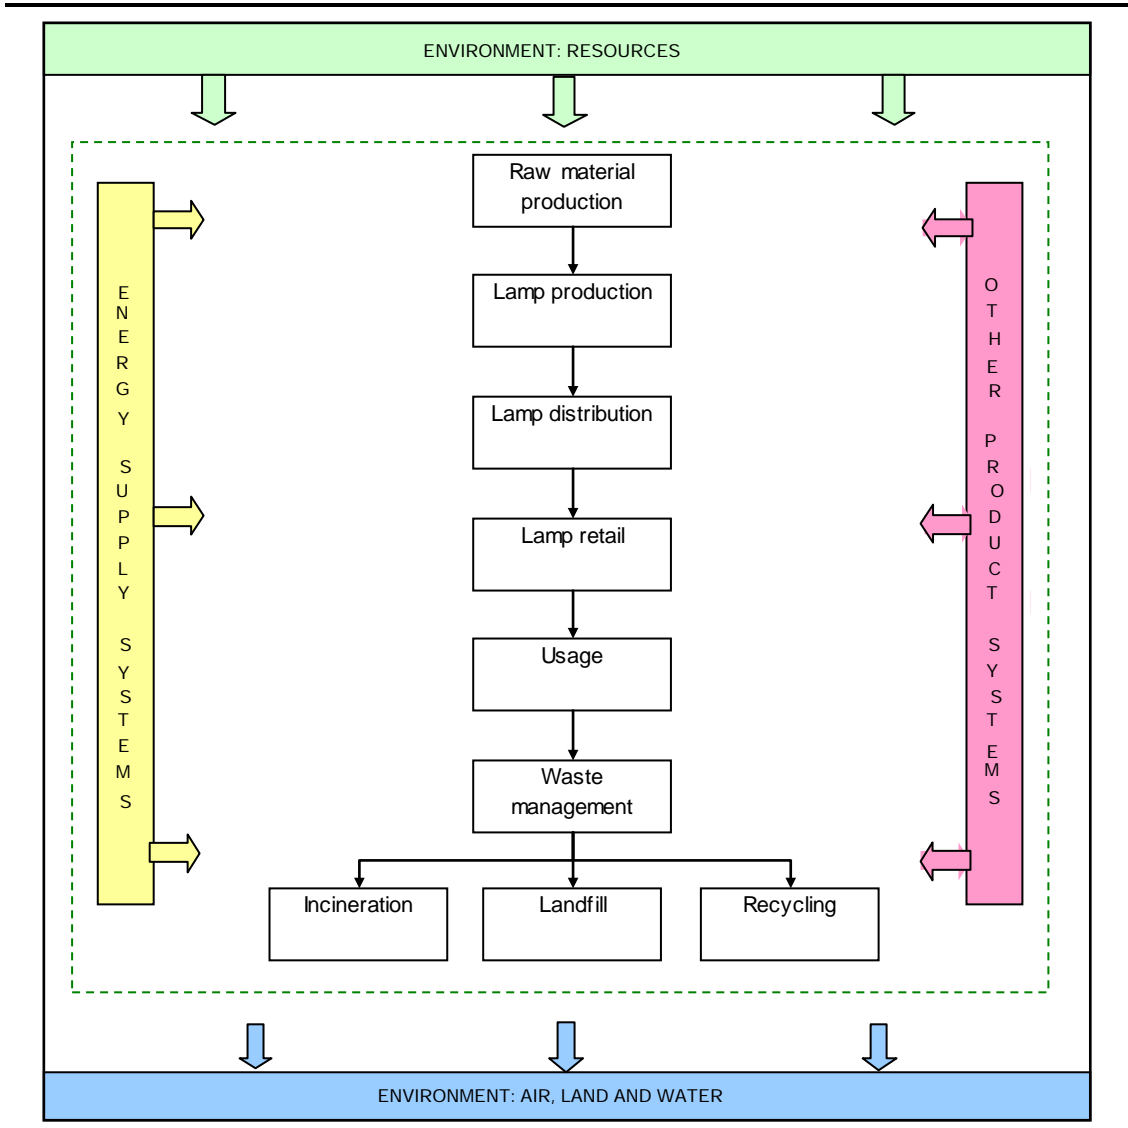 ENVIRONMENT: RESOURCES
Raw material
production
Lamp production
Lamp distribution
Lamp retail
Usage
Waste
management
Incineration
Landfill
Recycling
ENERGY SUPPLY SYSTEMS
OTHER PRODUCT SYSTEMS
ENVIRONMENT: AIR, LAND AND WATER